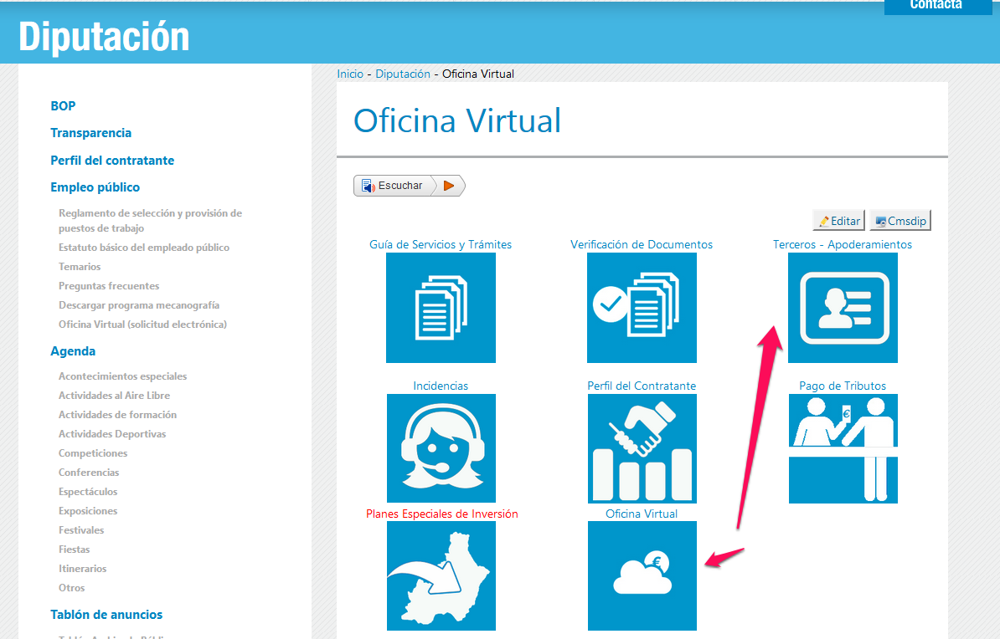 Contacta
Diputación
BOP
Transparencia
Perfil del contratante
Empleo público
Reglamento de selección y provisión de
puestos de trabajo
Estatuto básico del empleado público
Temarios
Preguntas frecuentes
Descargar programa mecanografía
Oficina Virtual (solicitud electrónica)
Agenda
Acontecimientos especiales
Actividades al Aire Libre
Actividades de formación
Actividades Deportivas
Competiciones
Conferencias
Espectáculos
Exposiciones
Festivales
Fiestas
Itinerarios
Otros
Tablón de anuncios
Inicio - Diputación - Oficina Virtual
Oficina Virtual
Escuchar
Editar Cmsdip
Guía de Servicios y Trámites Verificación de Documentos Terceros - Apoderamientos
Incidencias Perfil del Contratante Pago de Tributos
€
Planes Especiales de Inversión Oficina Virtual
€